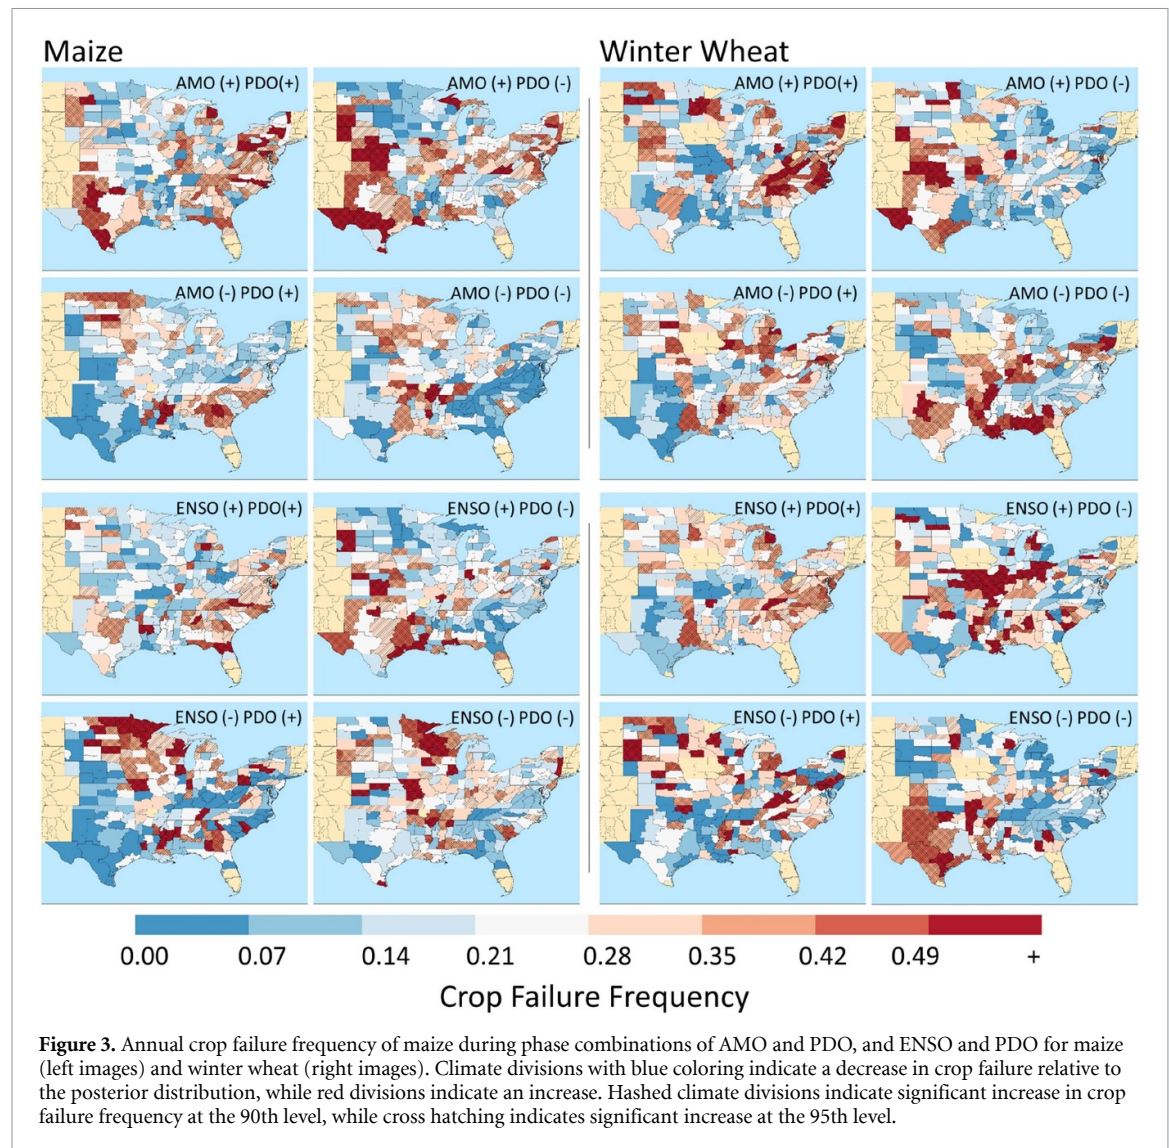 Maize
Winter Wheat
AMO (+) PDO(+)
AMO (+) PDO (-)
AMO (+) PDO(+)
AMO (+) PDO (-)
AMO (-) PDO (+)
AMO (-) PDO (-)
AMO (-) PDO (+)
AMO (-) PDO (-)
ENSO (+) PDO(+)
ENSO (+) PDO (-)
ENSO (+) PDO(+)
ENSO (+) PDO (-)
ENSO (-) PDO (+)
ENSO (-) PDO (-)
ENSO (-) PDO (+)
ENSO (-) PDO (-)
0.00 0.07 0.14 0.21 0.28 0.35 0.42 0.49 +
Crop Failure Frequency
Figure 3. Annual crop failure frequency of maize during phase combinations of AMO and PDO, and ENSO and PDO for maize
(left images) and winter wheat (right images). Climate divisions with blue coloring indicate a decrease in crop failure relative to
the posterior distribution, while red divisions indicate an increase. Hashed climate divisions indicate significant increase in crop
failure frequency at the 90th level, while cross hatching indicates significant increase at the 95th level.